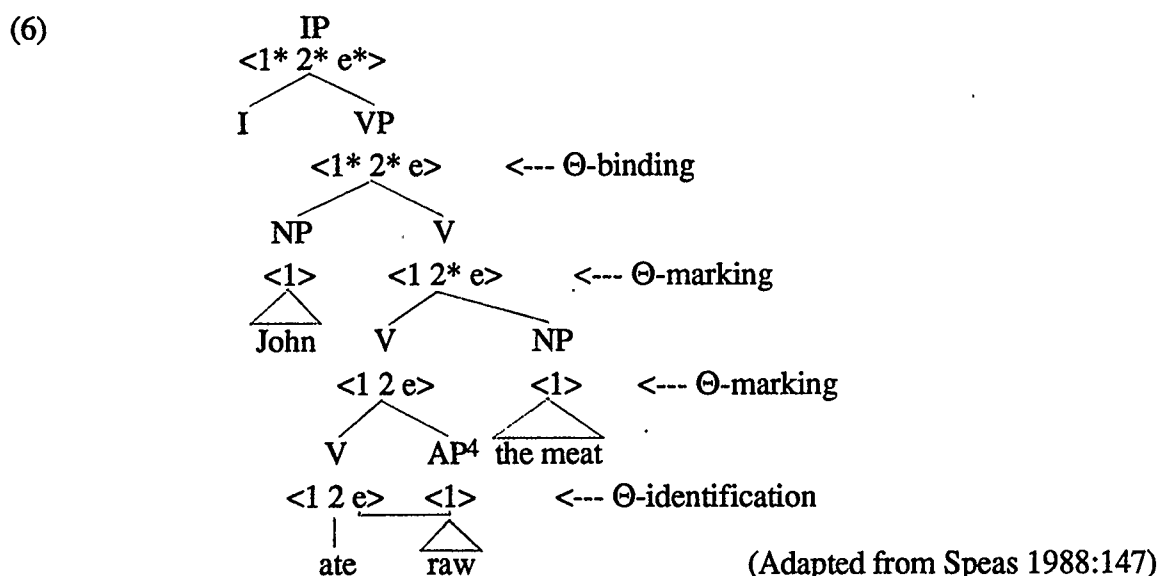 (6)
IP
<1* 2* e*>
I VP
<1* 2* e> <--- Θ-binding
NP V
<1> <1 2* e> <--- Θ-marking
John V NP
<1 2 e> <1> <--- Θ-marking
V AP4 the meat
<1 2 e> <1> <--- Θ-identification
ate raw (Adapted from Speas 1988:147)